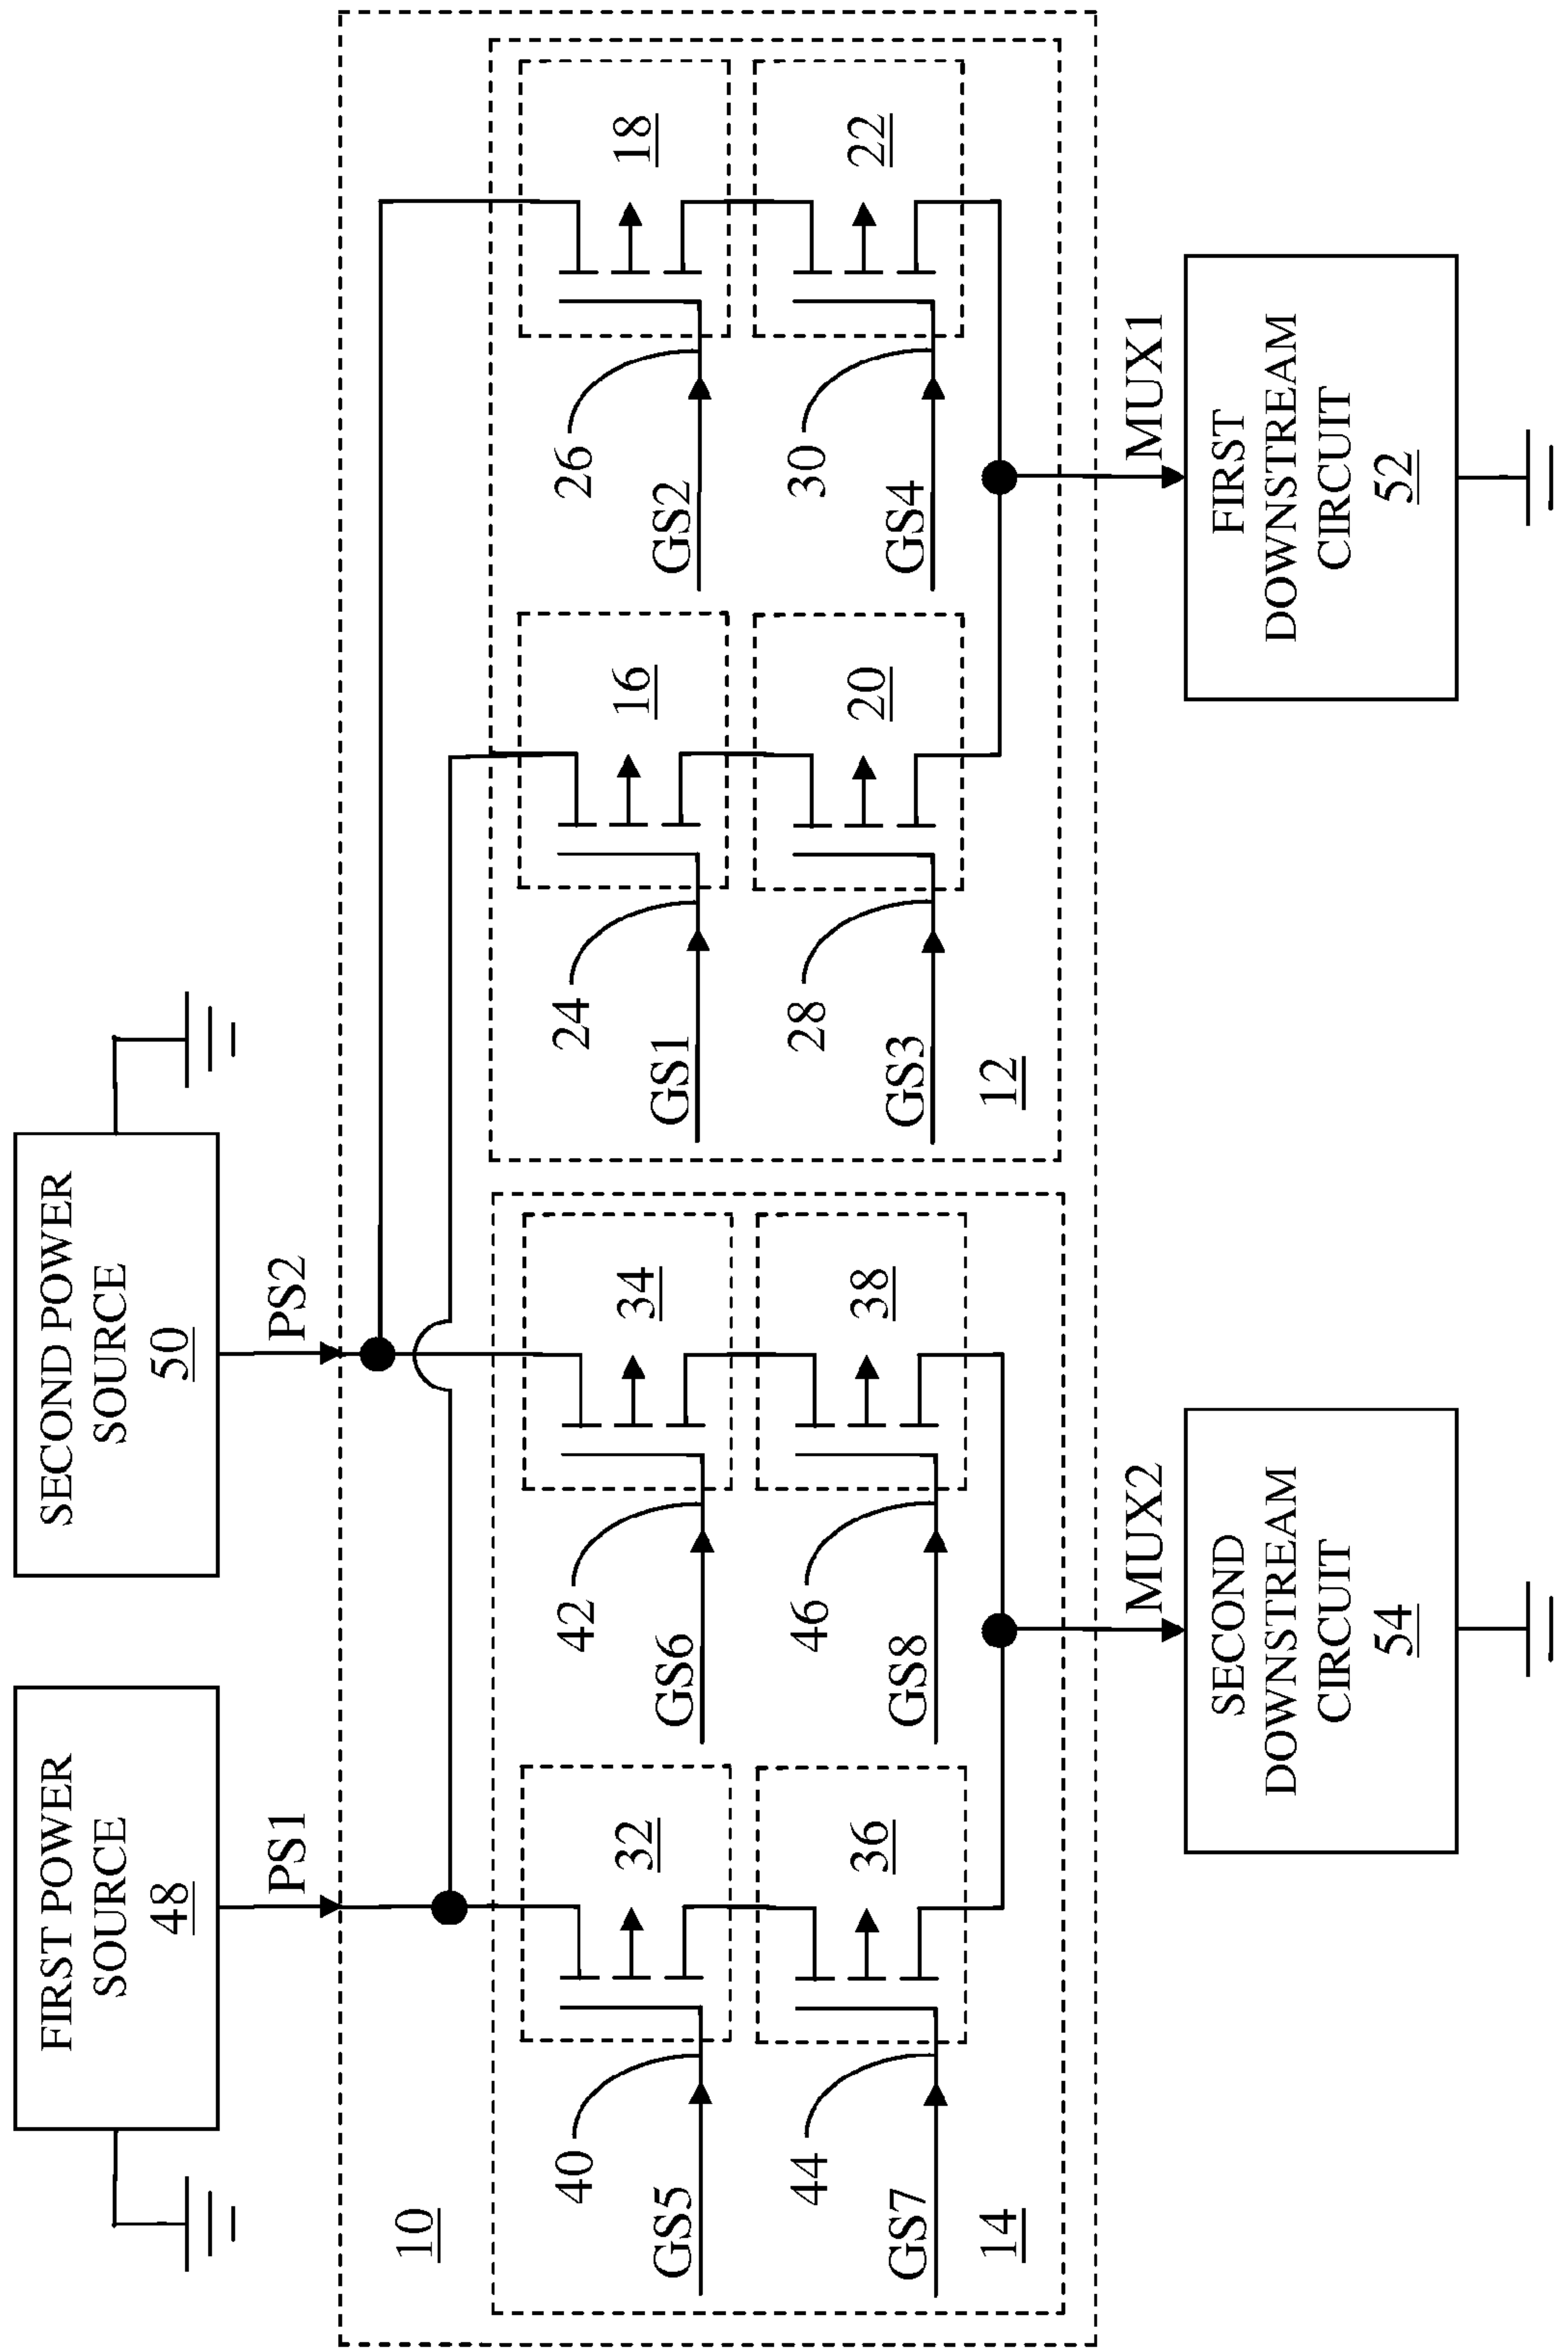 FIRST POWER
SOURCE
48
SECOND POWER
SOURCE
50
PS1
PS2
10
40
GS5
32
42
GS6
34
24
GS1
16
26
GS2
18
44
GS7
36
46
GS8
38
28
GS3
20
30
GS4
22
14
12
MUX2
MUX1
SECOND
DOWNSTREAM
CIRCUIT
54
FIRST
DOWNSTREAM
CIRCUIT
52